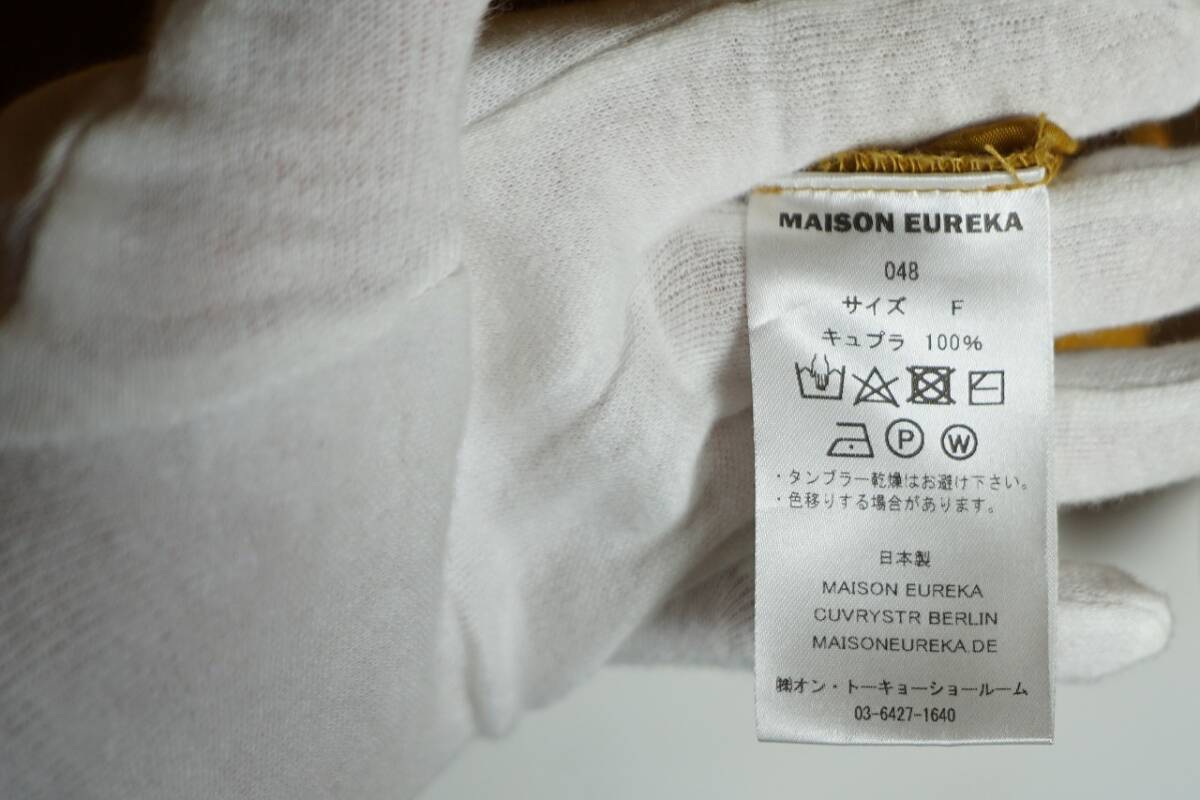 MAISON EUREKA
048
サイズ F
キュプラ 100%
P W
・タンブラー乾燥はお避け下さい。
・色移りする場合があります。
日本製
MAISON EUREKA
CUVRYSTR BERLIN
MAISONEUREKA.DE
㈱オン・トーキョーショールーム
03-6427-1640